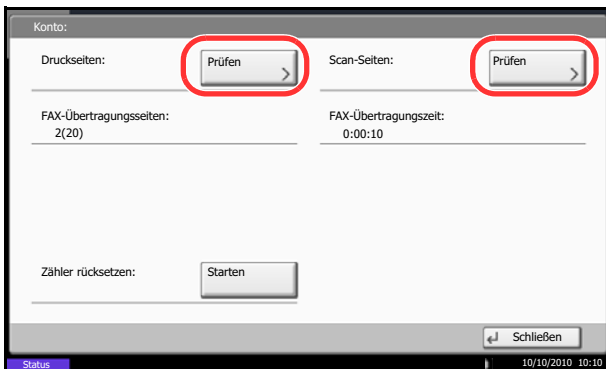 Konto:
Druckseiten: Prüfen Scan-Seiten: Prüfen
FAX-Übertragungsseiten: FAX-Übertragungszeit:
2(20) 0:00:10
Zähler rücksetzen: Starten
Schließen
Status 10/10/2010 10:10